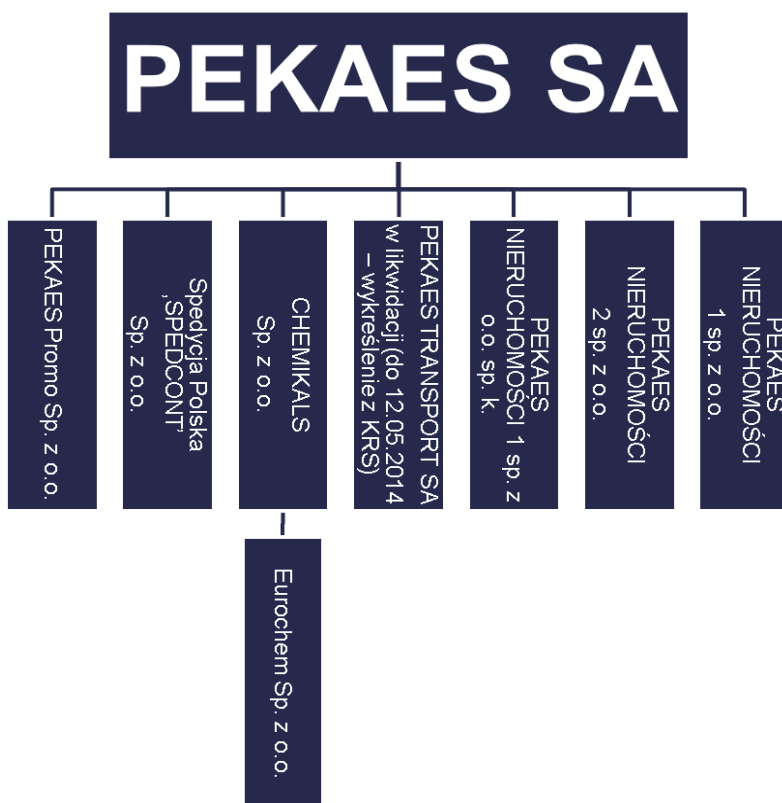 PEKAES SA
PEKAES Promo Sp. z o.o.
Spedycja Polska
‚SPEDCONT’
Sp. z o.o.
CHEMIKALS
Sp. z o.o.
PEKAES TRANSPORT SA
w likwidacji (do 12.05.2014
– wykreślenie z KRS)
PEKAES
NIERUCHOMOŚCI 1 sp. z
o.o. sp. k.
PEKAES
NIERUCHOMOŚCI
2 sp. z o.o.
PEKAES
NIERUCHOMOŚCI
1 sp. z o.o.
Eurochem Sp. z o.o.